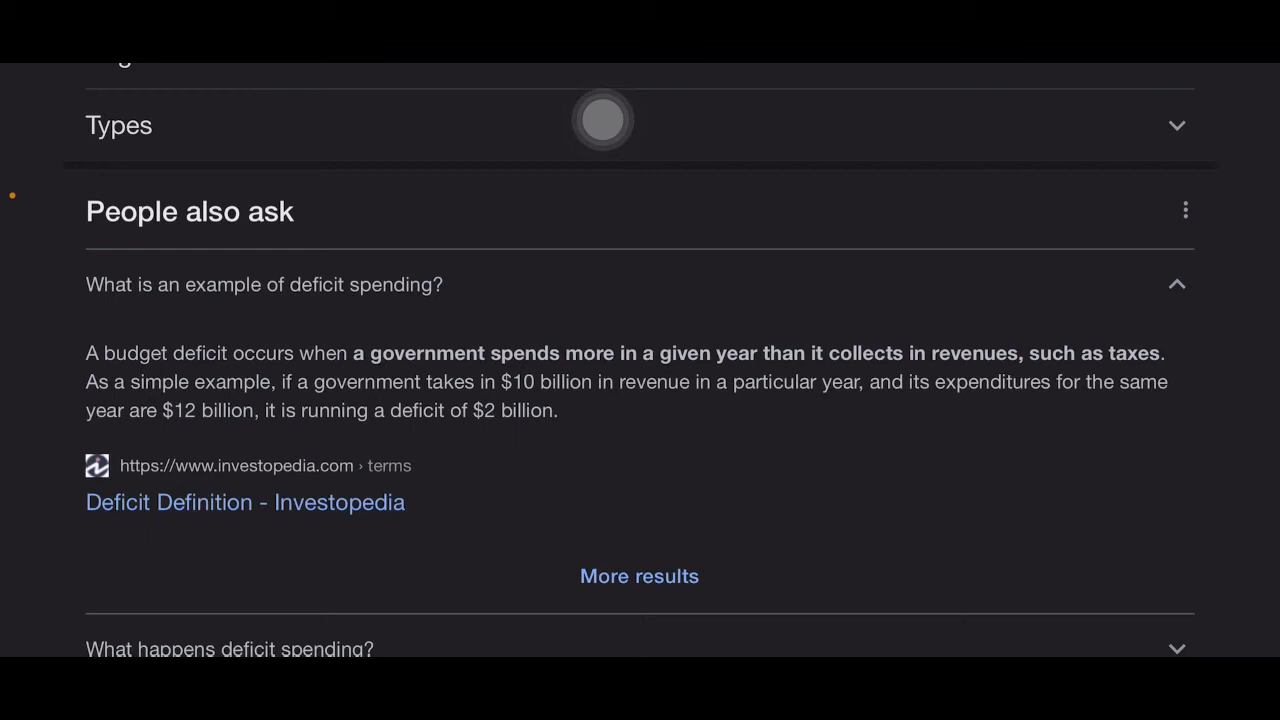 Types
People also ask
What is an example of deficit spending?
A budget deficit occurs when a government spends more in a given year than it collects in revenues, such as taxes.
As a simple example, if a government takes in $10 billion in revenue in a particular year, and its expenditures for the same
year are $12 billion, it is running a deficit of $2 billion.
https://www.investopedia.com › terms
Deficit Definition - Investopedia
More results
What happens deficit spending?